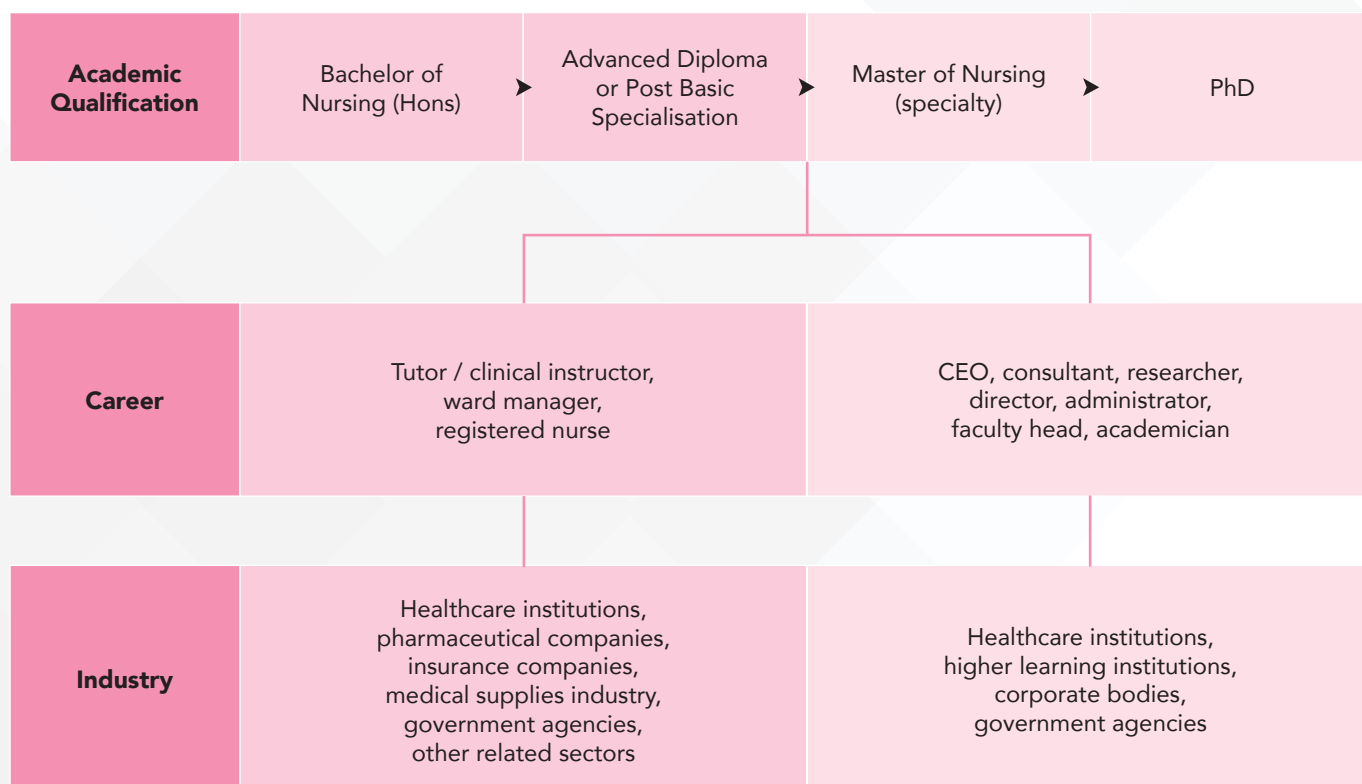 Academic
Qualification
Bachelor of
Nursing (Hons)
Advanced Diploma
or Post Basic
Specialisation
Master of Nursing
(specialty)
PhD
Career
Tutor / clinical instructor,
ward manager,
registered nurse
CEO, consultant, researcher,
director, administrator,
faculty head, academician
Industry
Healthcare institutions,
pharmaceutical companies,
insurance companies,
medical supplies industry,
government agencies,
other related sectors
Healthcare institutions,
higher learning institutions,
corporate bodies,
government agencies